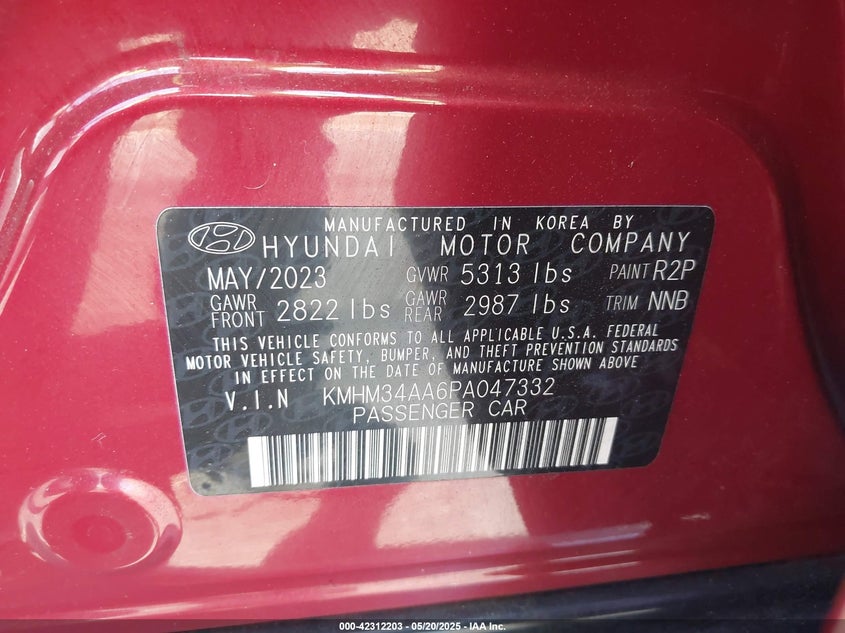 MANUFACTURED IN KOREA BY
HYUNDAI MOTOR COMPANY
MAY/2023 GVWR 5313 lbs PAINT R2P
GAWR FRONT 2822 lbs GAWR REAR 2987 lbs TRIM NNB
THIS VEHICLE CONFORMS TO ALL APPLICABLE U.S.A. FEDERAL
MOTOR VEHICLE SAFETY, BUMPER, AND THEFT PREVENTION STANDARDS
IN EFFECT ON THE DATE OF MANUFACTURE SHOWN ABOVE
V.I.N KMHM34AA6PA047332
PASSENGER CAR
000-42312203 - 05/20/2025 - IAA Inc.